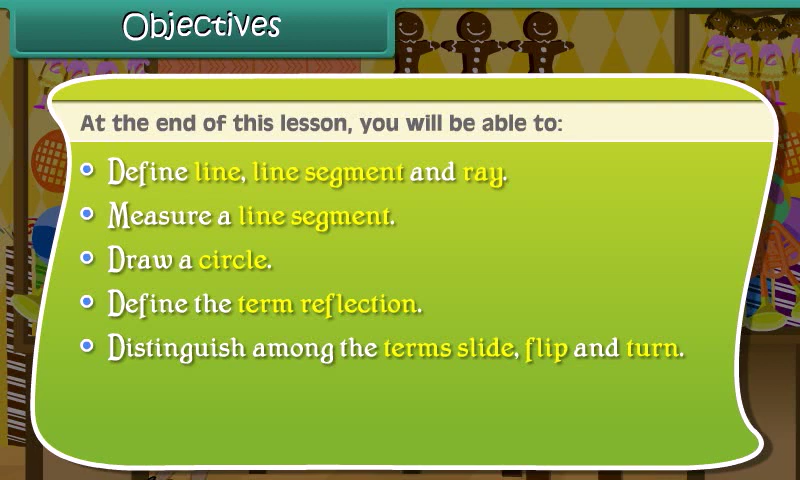 Objectives
At the end of this lesson, you will be able to:
Define line, line segment and ray.
Measure a line segment.
Draw a circle.
Define the term reflection.
Distinguish among the terms slide, flip and turn.